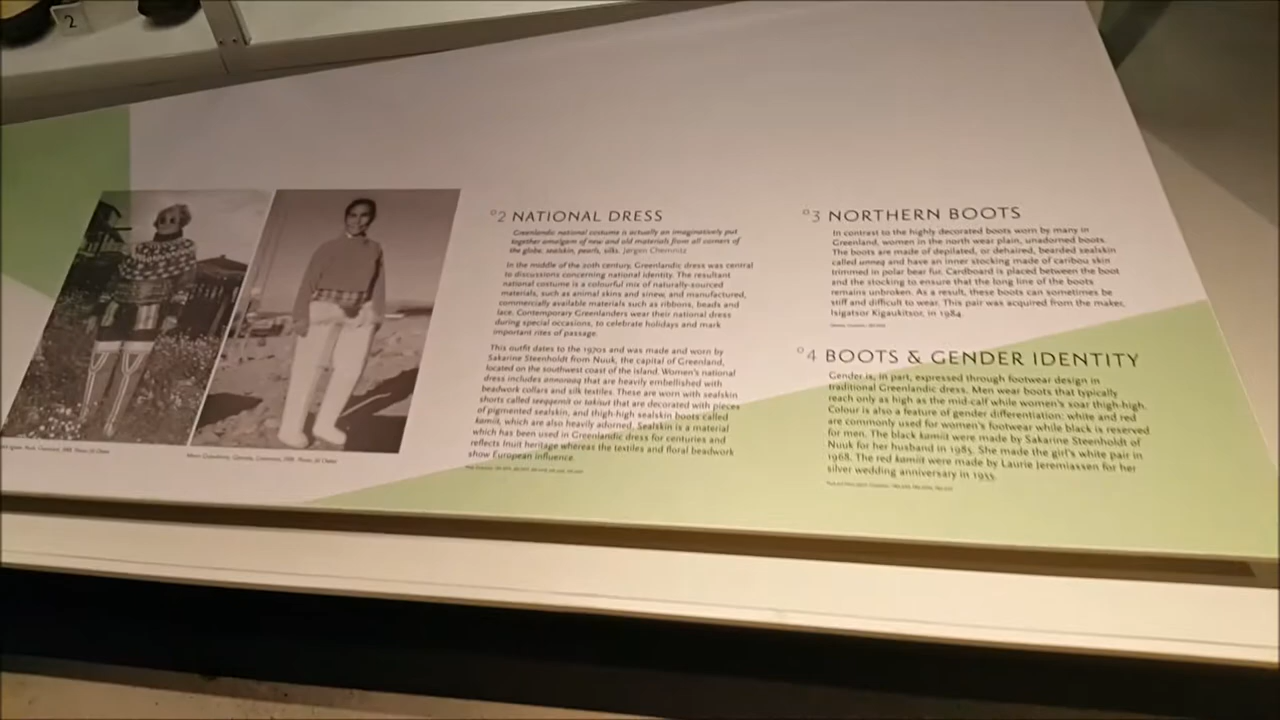 2
°2 NATIONAL DRESS
Greenlandic national costume is actually an imaginatively put
together amalgem of new and old materials from all corners of
the globe, sealskin, pearls, silks. Jørgen Chemnitz
In the middle of the 20th century, Greenlandic dress was central
to discussions concerning national identity. The resultant
national costume is a colourful mix of naturally-sourced
materials, such as animal skins and sinew, and manufactured,
commercially available materials such as ribbons, beads and
lace. Contemporary Greenlanders wear their national dress
during special occasions, to celebrate holidays and mark
important rites of passage.
This outfit dates to the 1970s and was made and worn by
Sakarine Steenholdt from Nuuk, the capital of Greenland,
located on the southwest coast of the island. Women's national
dress includes annoraaq that are heavily embellished with
beadwork collars and silk textiles. These are worn with sealskin
shorts called seeqqernit or takisut that are decorated with pieces
of pigmented sealskin, and thigh-high sealskin boots called
kamiit, which are also heavily adorned. Sealskin is a material
which has been used in Greenlandic dress for centuries and
reflects Inuit heritage whereas the textiles and floral beadwork
show European influence.
°3 NORTHERN BOOTS
In contrast to the highly decorated boots worn by many in
Greenland, women in the north wear plain, unadorned boots.
The boots are made of depilated, or dehaired, bearded sealskin
called unneq and have an inner stocking made of caribou skin
trimmed in polar bear fur. Cardboard is placed between the boot
and the stocking to ensure that the long line of the boots
remains unbroken. As a result, these boots can sometimes be
stiff and difficult to wear. This pair was acquired from the maker,
Isigatsor Kigaukitsor, in 1984.
°4 BOOTS & GENDER IDENTITY
Gender is, in part, expressed through footwear design in
traditional Greenlandic dress. Men wear boots that typically
reach only as high as the mid-calf while women's soar thigh-high.
Colour is also a feature of gender differentiation: white and red
are commonly used for women's footwear while black is reserved
for men. The black kamiit were made by Sakarine Steenholdt of
Nuuk for her husband in 1985. She made the girl's white pair in
1968. The red kamiit were made by Laurie Jeremiassen for her
silver wedding anniversary in 1955.